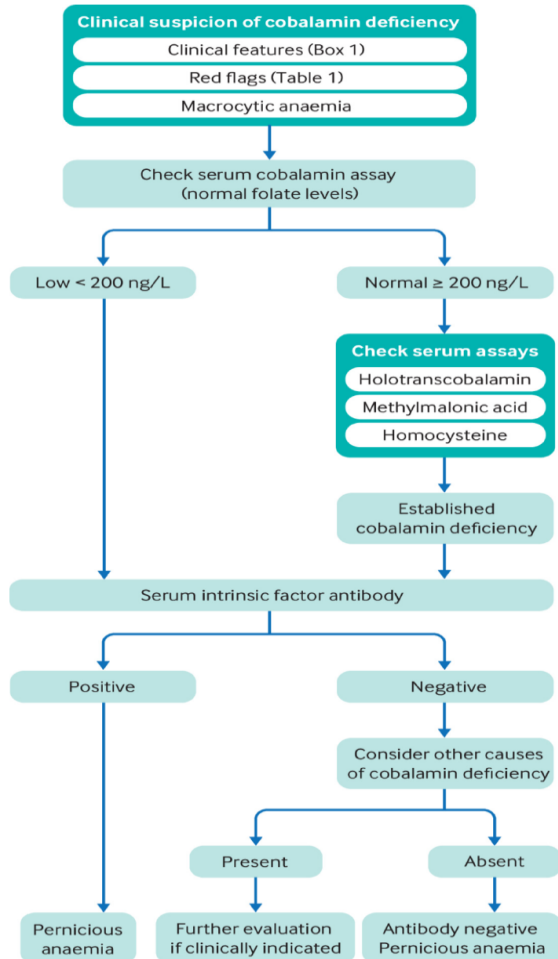 Clinical suspicion of cobalamin deficiency
Clinical features (Box 1)
Red flags (Table 1)
Macrocytic anaemia
Check serum cobalamin assay
(normal folate levels)
Low < 200 ng/L
Normal ≥ 200 ng/L
Check serum assays
Holotranscobalamin
Methylmalonic acid
Homocysteine
Established
cobalamin deficiency
Serum intrinsic factor antibody
Positive
Negative
Consider other causes
of cobalamin deficiency
Present
Absent
Pernicious
anaemia
Further evaluation
if clinically indicated
Antibody negative
Pernicious anaemia